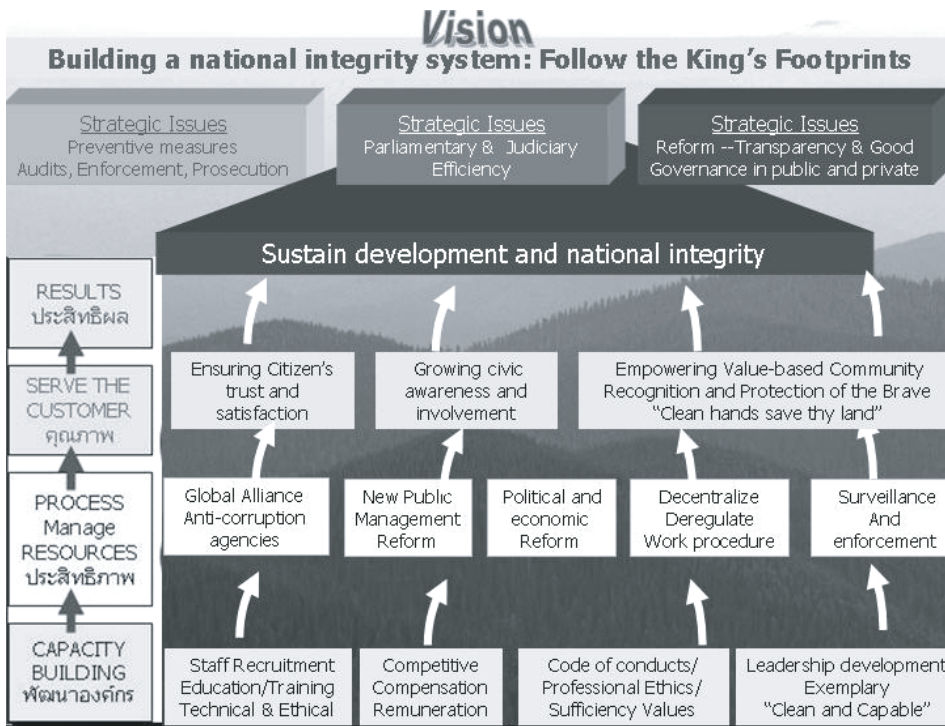 Vision
Building a national integrity system: Follow the King's Footprints
Strategic Issues
Preventive measures
Audits, Enforcement, Prosecution
Strategic Issues
Parliamentary & Judiciary
Efficiency
Strategic Issues
Reform --Transparency & Good
Governance in public and private
Sustain development and national integrity
RESULTS
ประสิทธิผล
Ensuring Citizen's
trust and
satisfaction
Growing civic
awareness and
involvement
Empowering Value-based Community
Recognition and Protection of the Brave
"Clean hands save thy land"
SERVE THE
CUSTOMER
คุณภาพ
Global Alliance
Anti-corruption
agencies
New Public
Management
Reform
Political and
economic
Reform
Decentralize
Deregulate
Work procedure
Surveillance
And
enforcement
PROCESS
Manage
RESOURCES
ประสิทธิภาพ
CAPACITY
BUILDING
พัฒนาองค์กร
Staff Recruitment
Education/Training
Technical & Ethical
Competitive
Compensation
Remuneration
Code of conducts/
Professional Ethics/
Sufficiency Values
Leadership development
Exemplary
"Clean and Capable"